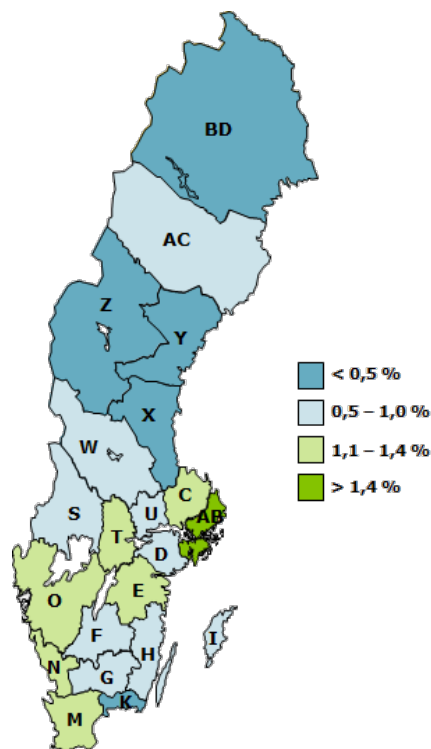 BD
AC
Z
Y
< 0,5 %
X
0,5 – 1,0 %
W
1,1 – 1,4 %
C
> 1,4 %
S
U
AB
T
D
O
E
F
I
H
N
G
K
M